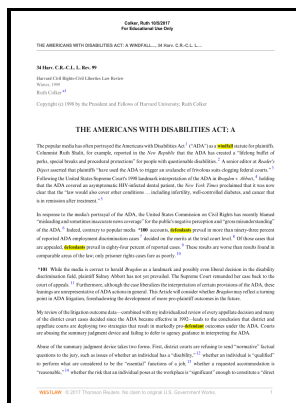 Colker, Ruth 10/5/2017
For Educational Use Only
THE AMERICANS WITH DISABILITIES ACT: A WINDFALL..., 34 Harv. C.R.-C.L. L....
34 Harv. C.R.-C.L. L. Rev. 99
Harvard Civil Rights-Civil Liberties Law Review
Winter, 1999
Ruth Colker
Copyright (c) 1998 by the President and Fellows of Harvard University; Ruth Colker
THE AMERICANS WITH DISABILITIES ACT: A
The popular media has often portrayed the Americans with Disabilities Act 1 ("ADA") as a windfall statute for plaintiffs.
Columnist Ruth Shalit, for example, reported in the New Republic that the ADA has created a "lifelong buffet of
perks, special breaks and procedural protections" for people with questionable disabilities. 2 A senior editor at Reader's
Digest asserted that plaintiffs "have used the ADA to trigger an avalanche of frivolous suits clogging federal courts." 3
Following the United States Supreme Court's 1998 landmark interpretation of the ADA in Bragdon v. Abbott, 4 holding
that the ADA covered an asymptomatic HIV-infected dental patient, the New York Times proclaimed that it was now
clear that the "law would also cover other conditions ... including infertility, well-controlled diabetes, and cancer that
is in remission after treatment." 5
In response to the media's portrayal of the ADA, the United States Commission on Civil Rights has recently blamed
"misleading and sometimes inaccurate news coverage" for the public's negative perception and "gross misunderstanding"
of the ADA. 6 Indeed, contrary to popular media *100 accounts, defendants prevail in more than ninety-three percent
of reported ADA employment discrimination cases 7 decided on the merits at the trial court level. 8 Of those cases that
are appealed, defendants prevail in eighty-four percent of reported cases. 9 These results are worse than results found in
comparable areas of the law; only prisoner rights cases fare as poorly. 10
*101 While the media is correct to herald Bragdon as a landmark and possibly even liberal decision in the disability
discrimination field, plaintiff Sidney Abbott has not yet prevailed. The Supreme Court remanded her case back to the
court of appeals. 11 Furthermore, although the case liberalizes the interpretation of certain provisions of the ADA, these
leanings are not representative of ADA actions in general. This Article will consider whether Bragdon may reflect a turning
point in ADA litigation, foreshadowing the development of more pro-plaintiff outcomes in the future.
My review of the litigation outcome data--combined with my individualized review of every appellate decision and many
of the district court cases decided since the ADA became effective in 1992--leads to the conclusion that district and
appellate courts are deploying two strategies that result in markedly pro-defendant outcomes under the ADA. Courts
are abusing the summary judgment device and failing to defer to agency guidance in interpreting the ADA.
Abuse of the summary judgment device takes two forms. First, district courts are refusing to send "normative" factual
questions to the jury, such as issues of whether an individual has a "disability," 12 whether an individual is "qualified"
to perform what are considered to be the "essential" functions of a job, 13 whether a requested accommodation is
"reasonable," 14 whether the risk that an individual poses at the workplace is "significant" enough to constitute a "direct
WESTLAW © 2017 Thomson Reuters. No claim to original U.S. Government Works. 1